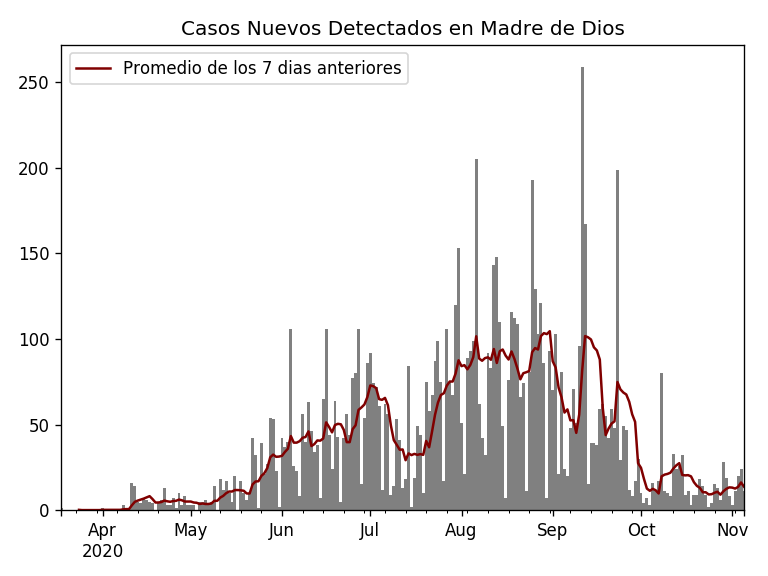 Casos Nuevos Detectados en Madre de Dios
Promedio de los 7 dias anteriores
250
200
150
100
50
0
Apr May Jun Jul Aug Sep Oct Nov
2020